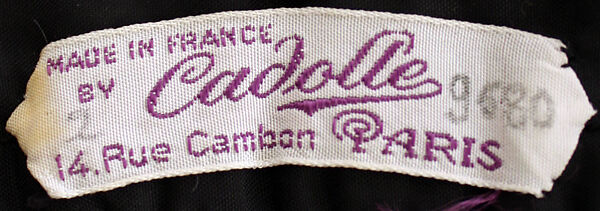 MADE IN FRANCE
BY Cadolle
2 9680
14.Rue Cambon PARIS